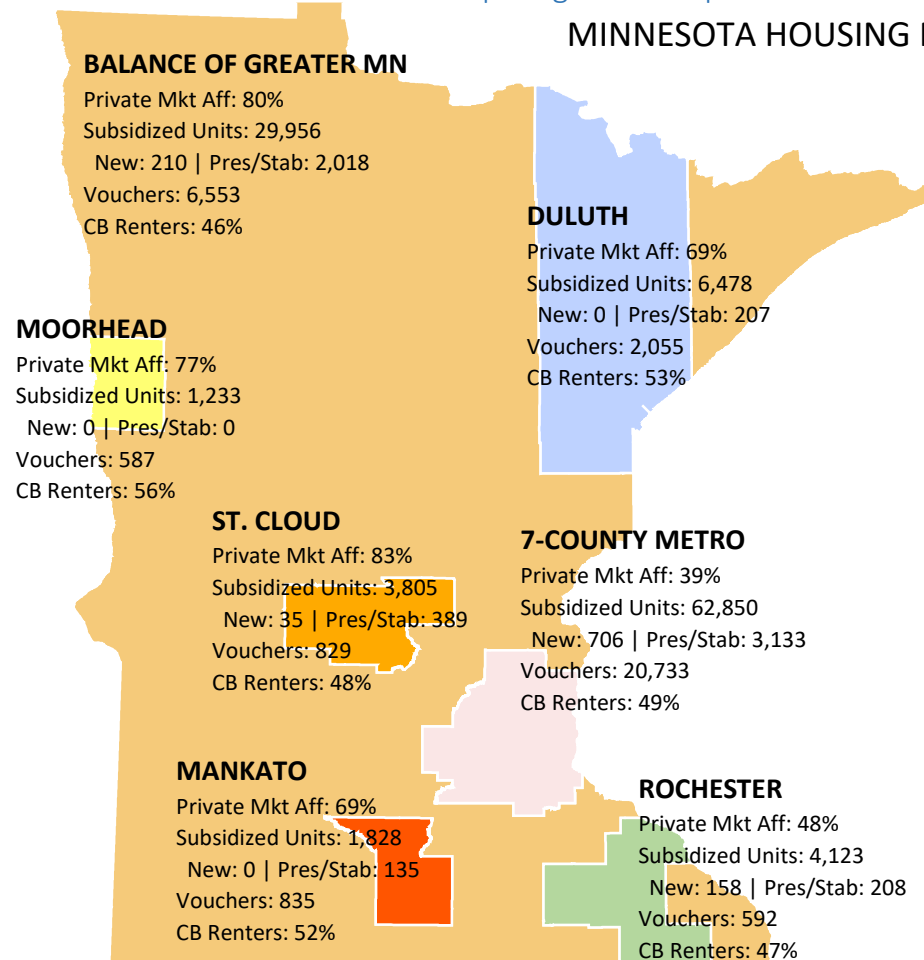 MINNESOTA HOUSING
BALANCE OF GREATER MN
Private Mkt Aff: 80%
Subsidized Units: 29,956
New: 210 | Pres/Stab: 2,018
Vouchers: 6,553
CB Renters: 46%
DULUTH
Private Mkt Aff: 69%
Subsidized Units: 6,478
New: 0 | Pres/Stab: 207
Vouchers: 2,055
CB Renters: 53%
MOORHEAD
Private Mkt Aff: 77%
Subsidized Units: 1,233
New: 0 | Pres/Stab: 0
Vouchers: 587
CB Renters: 56%
ST. CLOUD
Private Mkt Aff: 83%
Subsidized Units: 3,805
New: 35 | Pres/Stab: 389
Vouchers: 829
CB Renters: 48%
7-COUNTY METRO
Private Mkt Aff: 39%
Subsidized Units: 62,850
New: 706 | Pres/Stab: 3,133
Vouchers: 20,733
CB Renters: 49%
MANKATO
Private Mkt Aff: 69%
Subsidized Units: 1,828
New: 0 | Pres/Stab: 135
Vouchers: 835
CB Renters: 52%
ROCHESTER
Private Mkt Aff: 48%
Subsidized Units: 4,123
New: 158 | Pres/Stab: 208
Vouchers: 592
CB Renters: 47%